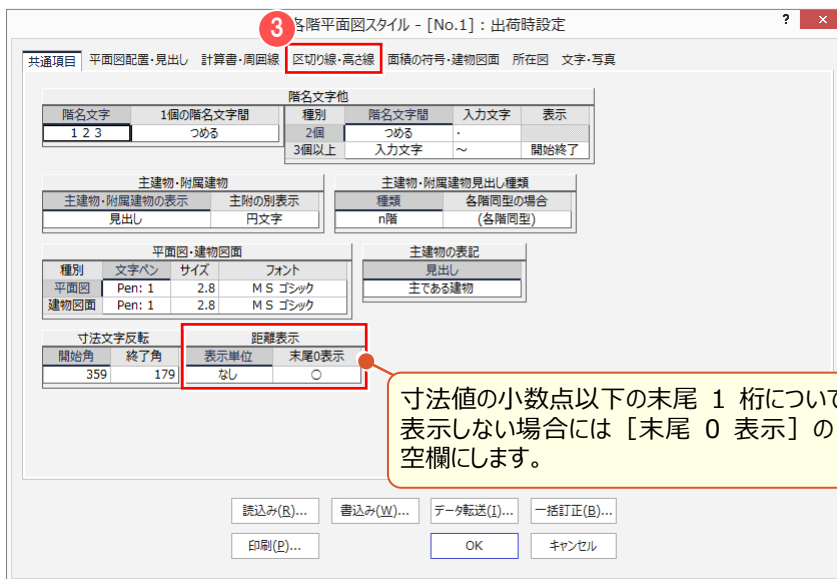 3
各階平面図スタイル - [No.1] : 出荷時設定
? ×
共通項目 平面図配置・見出し 計算書・周囲線 区切り線・高さ線 面積の符号・建物図面 所在図 文字・写真
階名文字他
階名文字 1個の階名文字間 種別 階名文字間 入力文字 表示
1 2 3 つめる 2個 つめる ・
3個以上 入力文字 ～ 開始終了
主建物・附属建物 主建物・附属建物見出し種類
主建物・附属建物の表示 主附の別表示 種類 各階同型の場合
見出し 円文字 n階 (各階同型)
平面図・建物図面 主建物の表記
種別 文字ペン サイズ フォント 見出し
平面図 Pen: 1 2.8 ＭＳ ゴシック 主である建物
建物図面 Pen: 1 2.8 ＭＳ ゴシック
寸法文字反転 距離表示
開始角 終了角 表示単位 末尾0表示
359 179 なし ○
寸法値の小数点以下の末尾 1 桁について
表示しない場合には［末尾 0 表示］の
空欄にします。
読込み(R)... 書込み(W)... データ転送(I)... 一括訂正(B)...
印刷(P)... OK キャンセル